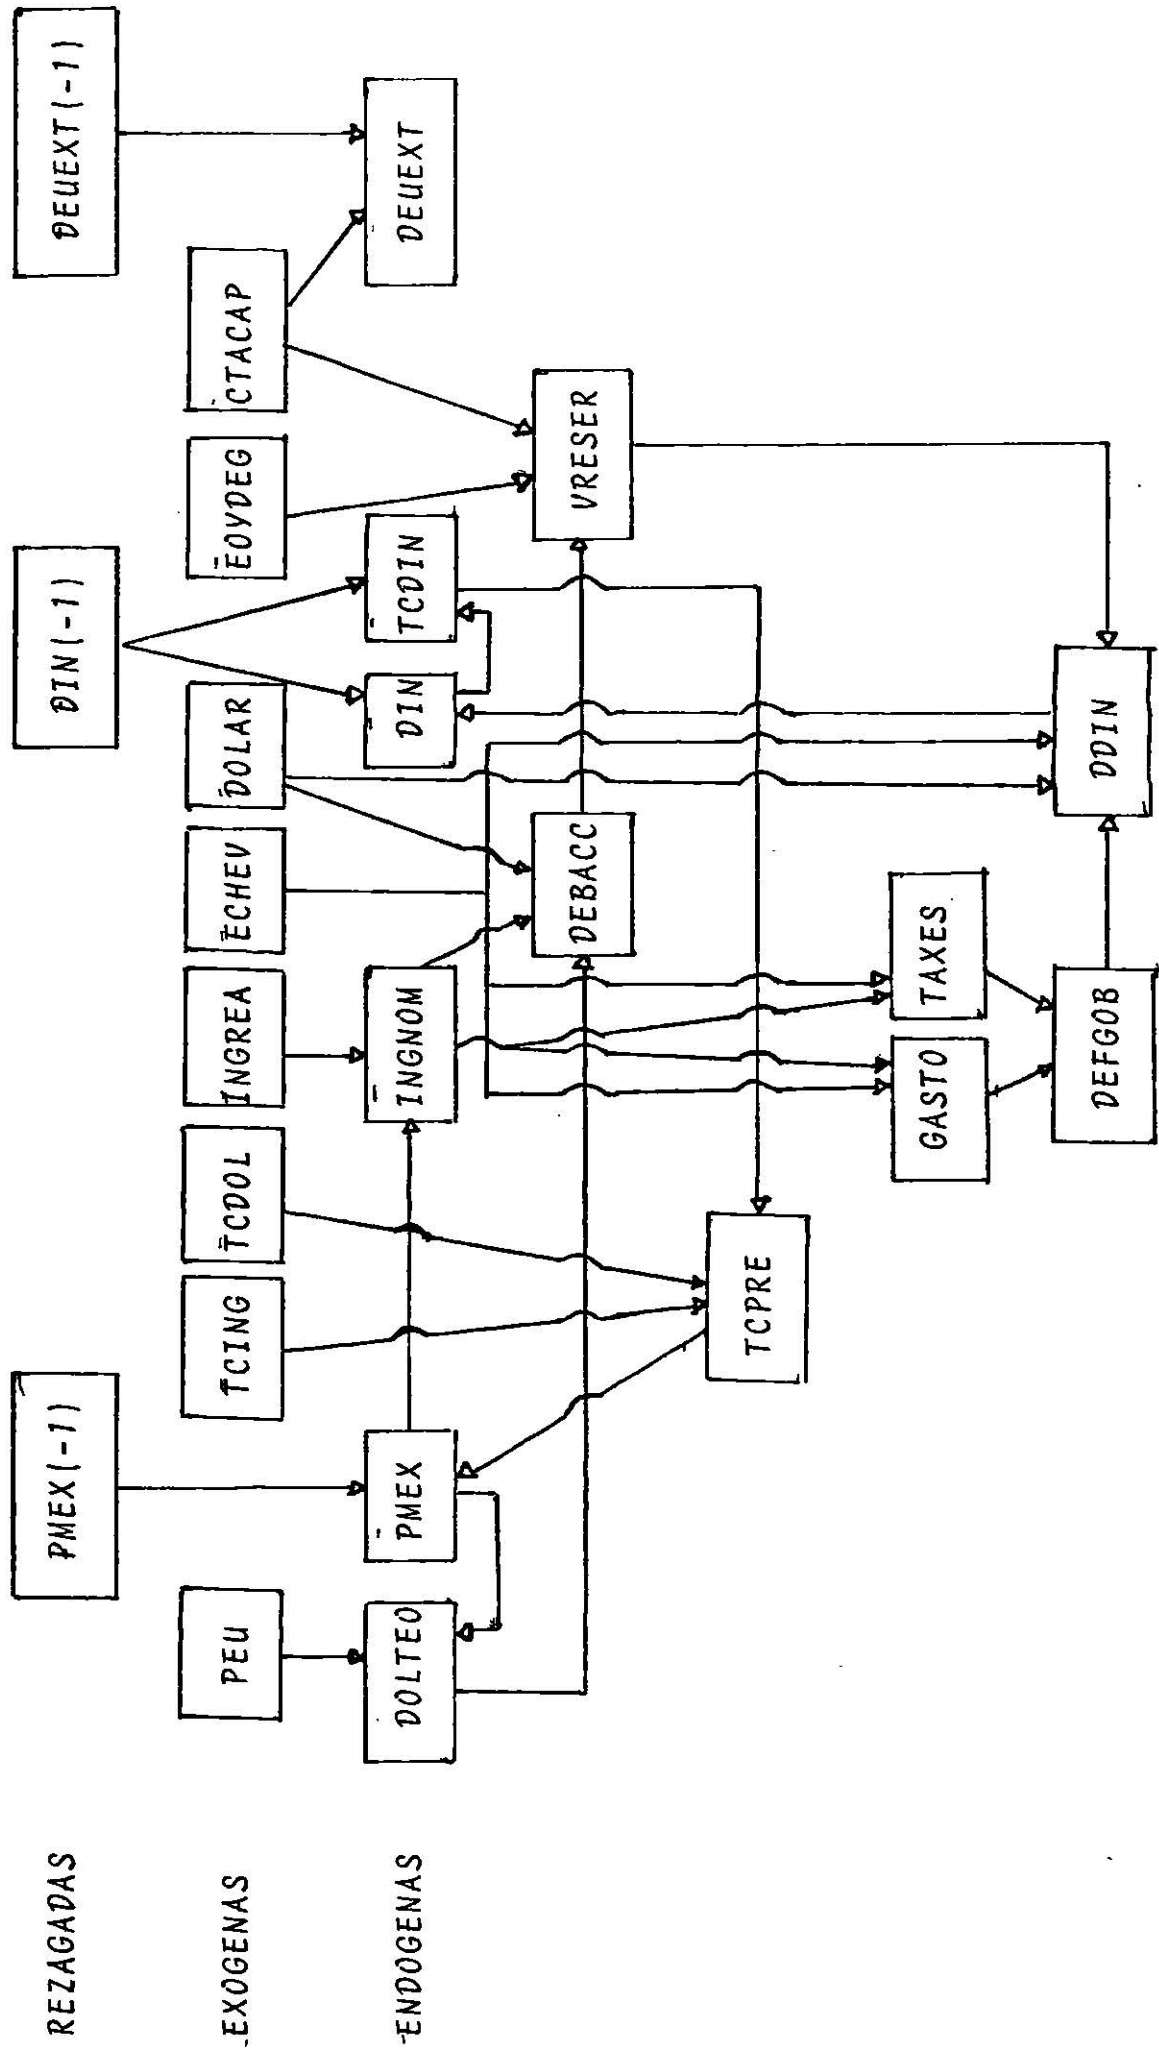 REZAGADAS
PMEX(-1)
DIN(-1)
DEUEXT(-1)
EXOGENAS
PEU
TCING
TCDOL
INGREA
ECHEV
DOLAR
EOYDEG
CTACAP
ENDOGENAS
DOLTEO
PMEX
INGNOM
DIN
TCDIN
DEUEXT
DEBACC
VRESER
TCPRE
GASTO
TAXES
DEFGOB
DDIN